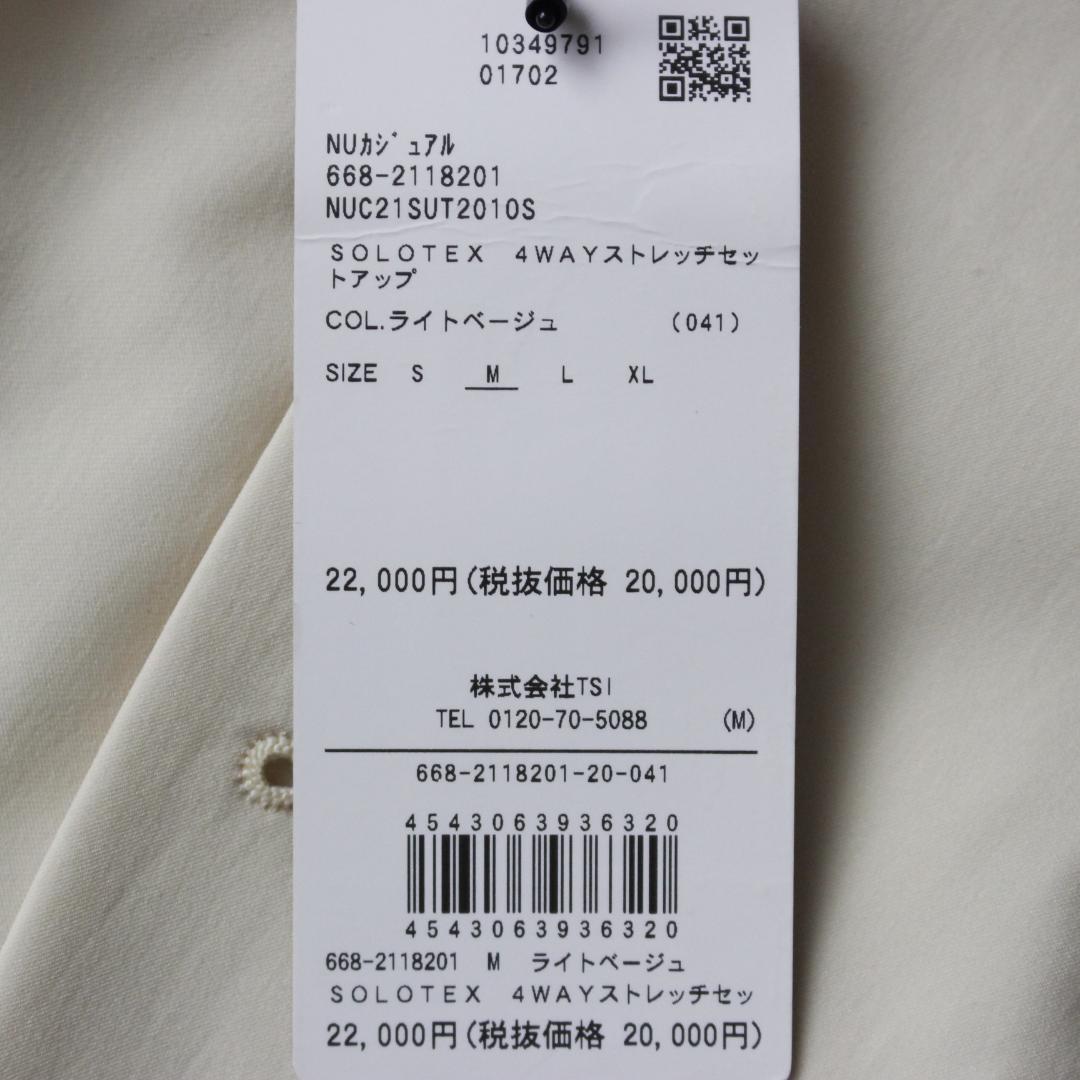 10349791
01702
NUカジュアル
668-2118201
NUC21SUT2010S
SOLOTEX 4WAYストレッチセッ
トアップ
COL.ライトベージュ (041)
SIZE S M L XL
22,000円(税抜価格 20,000円)
株式会社TSI
TEL 0120-70-5088 (M)
668-2118201-20-041
4543063936320
4543063936320
668-2118201 M ライトベージュ
SOLOTEX 4WAYストレッチセッ
22,000円(税抜価格 20,000円)